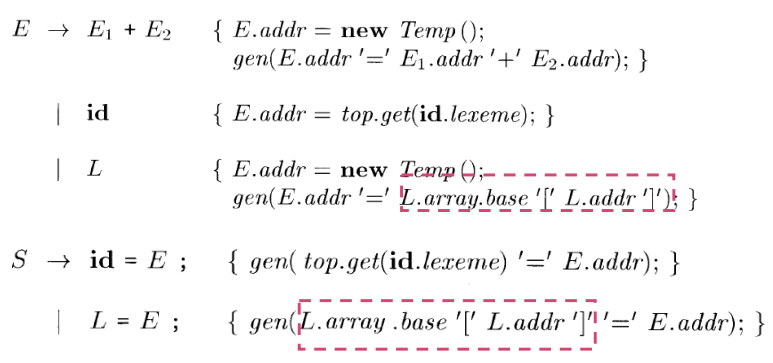 E → E₁ + E₂ { E.addr = new Temp();
gen(E.addr '=' E₁.addr '+' E₂.addr); }
| id { E.addr = top.get(id.lexeme); }
| L { E.addr = new Temp();
gen(E.addr '=' L.array.base '[' L.addr ']'); }
S → id = E ; { gen( top.get(id.lexeme) '=' E.addr); }
| L = E ; { gen(L.array .base '[' L.addr ']' '=' E.addr); }